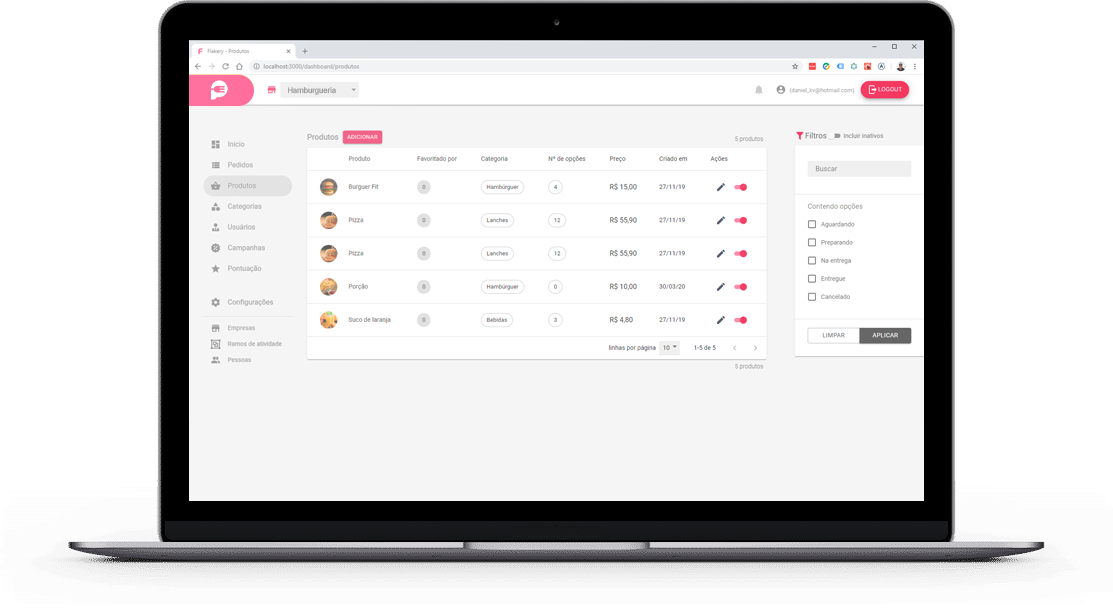 Flakery - Produtos
localhost:3000/dashboard/produtos
Hamburgueria
(daniel_kv@hotmail.com)
LOGOUT
Inicio
Pedidos
Produtos
Categorias
Usuários
Campanhas
Pontuação
Configurações
Empresas
Ramos de atividade
Pessoas
Produtos ADICIONAR
5 produtos
Produto Favoritado por Categoria Nº de opções Preço Criado em Ações
Burguer Fit 0 Hambúrguer 4 R$ 15,00 27/11/19
Pizza 0 Lanches 12 R$ 55,90 27/11/19
Pizza 0 Lanches 12 R$ 55,90 27/11/19
Porção 0 Hambúrguer 0 R$ 10,00 30/03/20
Suco de laranja 0 Bebidas 3 R$ 4,80 27/11/19
linhas por página 10 1-5 de 5
5 produtos
Filtros Incluir inativos
Buscar
Contendo opções
Aguardando
Preparando
Na entrega
Entregue
Cancelado
LIMPAR APLICAR